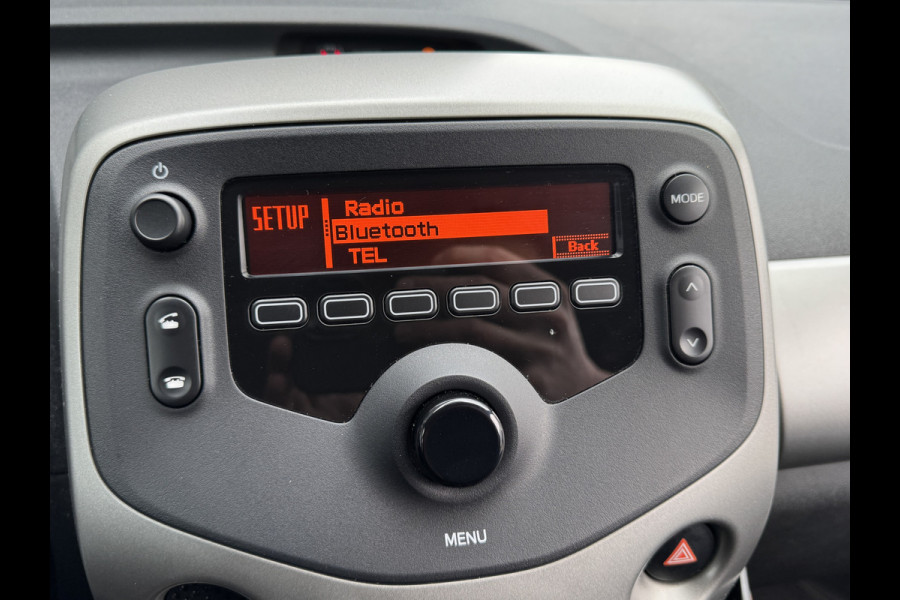 SETUP
Radio
Bluetooth
TEL
Back
MODE
MENU